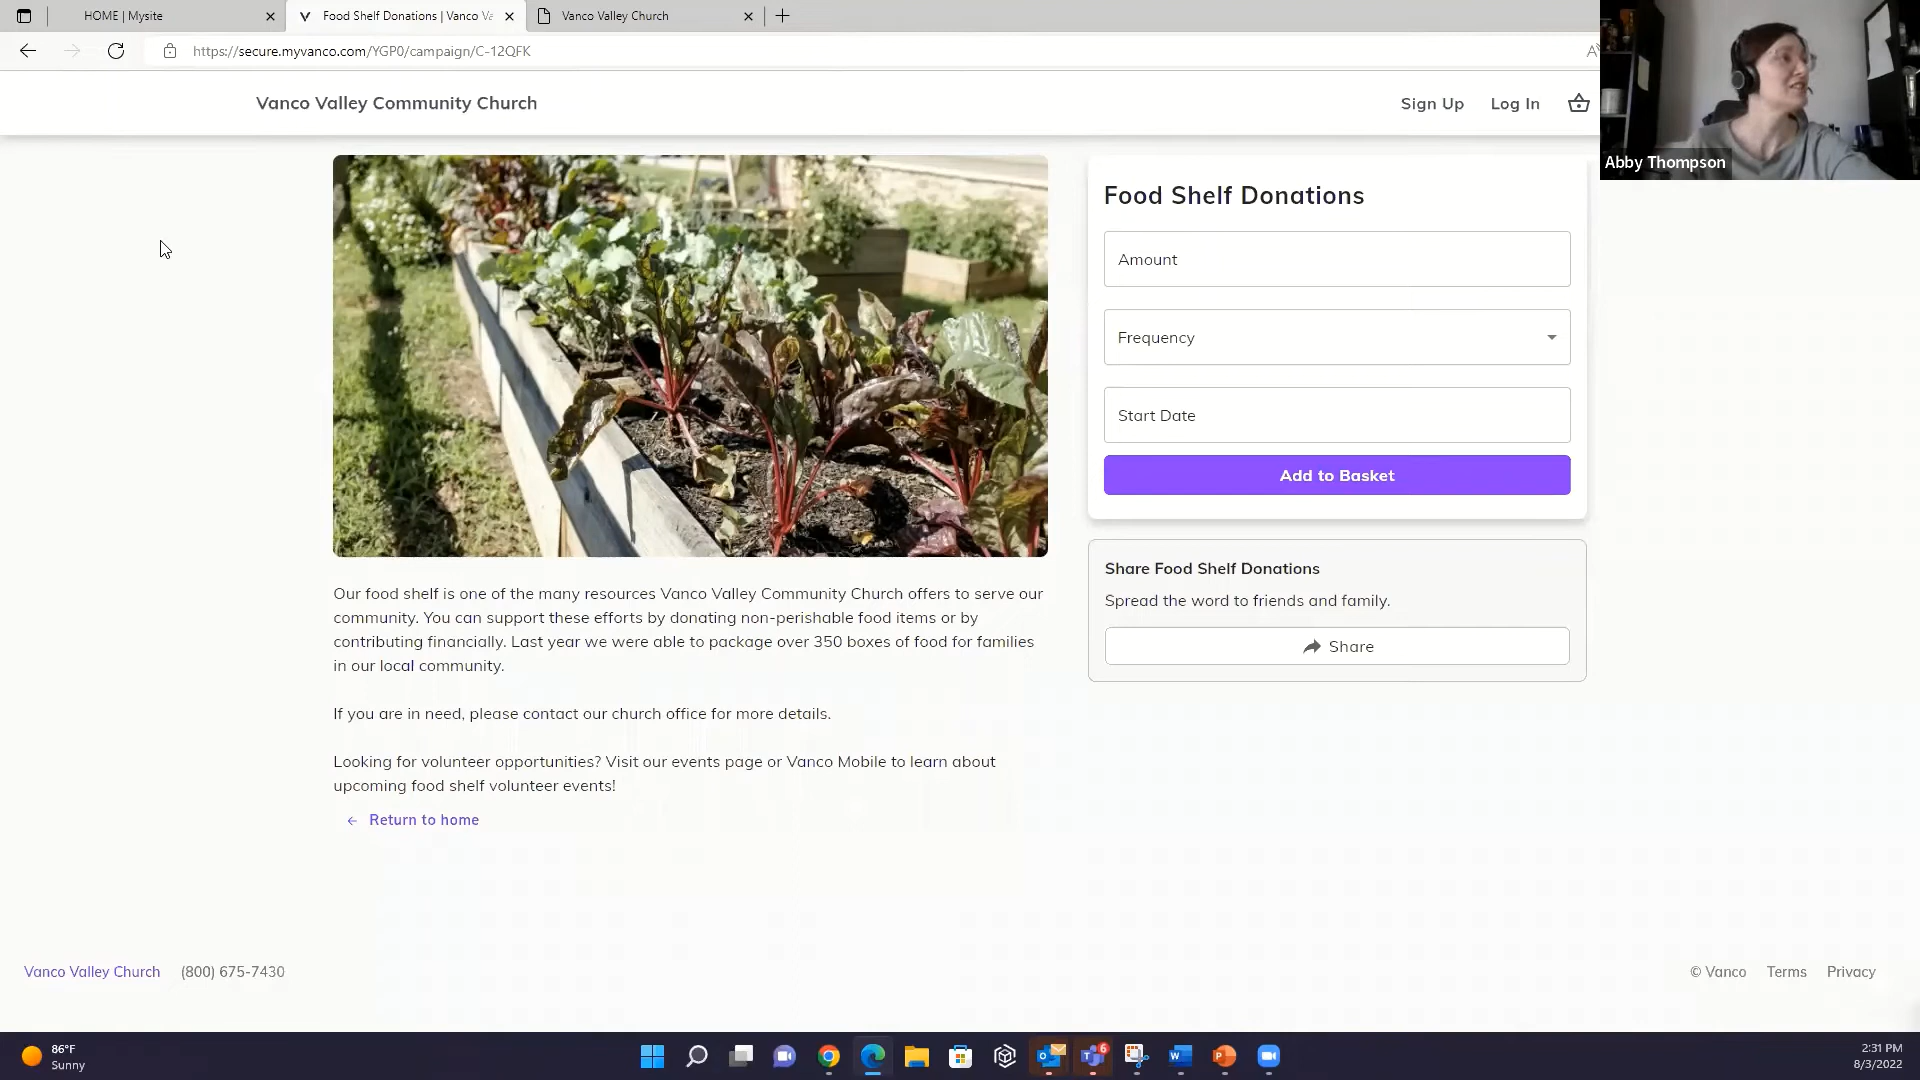 HOME | Mysite
Food Shelf Donations | Vanco Va
Vanco Valley Church
https://secure.myvanco.com/YGP0/campaign/C-12QFK
Abby Thompson
Vanco Valley Community Church
Sign Up
Log In
Food Shelf Donations
Amount
Frequency
Start Date
Add to Basket
Share Food Shelf Donations
Spread the word to friends and family.
Share
Our food shelf is one of the many resources Vanco Valley Community Church offers to serve our
community. You can support these efforts by donating non-perishable food items or by
contributing financially. Last year we were able to package over 350 boxes of food for families
in our local community.
If you are in need, please contact our church office for more details.
Looking for volunteer opportunities? Visit our events page or Vanco Mobile to learn about
upcoming food shelf volunteer events!
← Return to home
Vanco Valley Church
(800) 675-7430
© Vanco
Terms
Privacy
86°F
Sunny
6
2:31 PM
8/3/2022